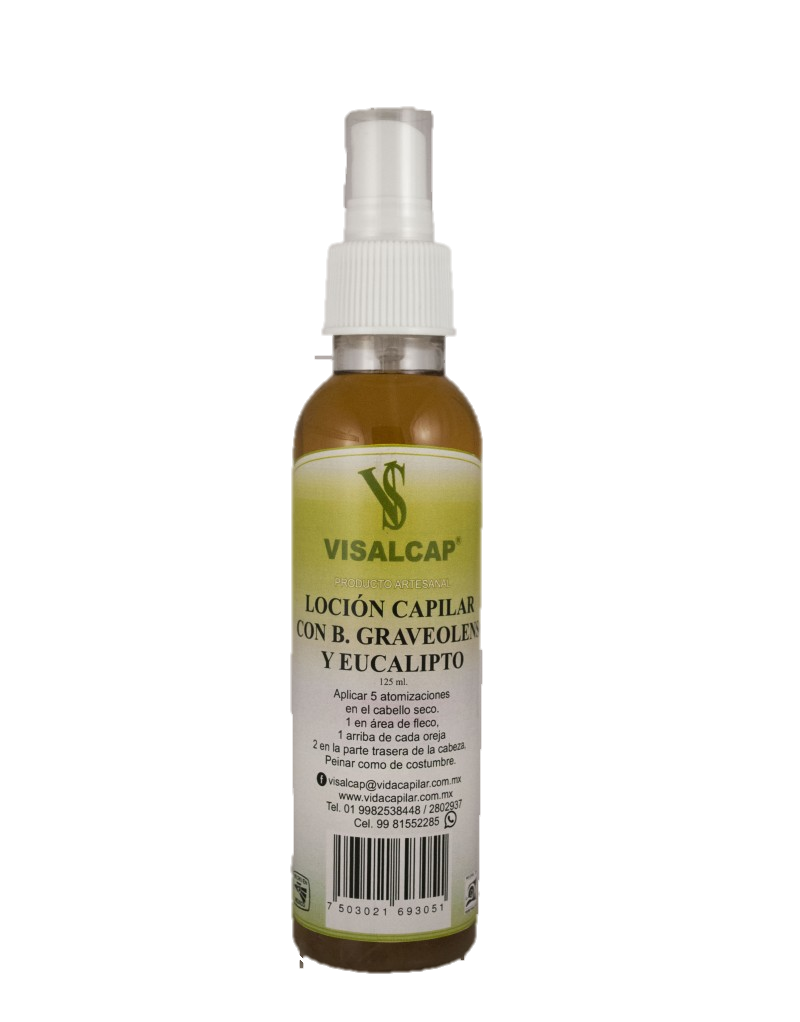 VS
VISALCAP®
PRODUCTO ARTESANAL
LOCIÓN CAPILAR
CON B. GRAVEOLENS
Y EUCALIPTO
125 ml.
Aplicar 5 atomizaciones
en el cabello seco.
1 en área de fleco,
1 arriba de cada oreja
2 en la parte trasera de la cabeza,
Peinar como de costumbre.
visalcap@vidacapilar.com.mx
www.vidacapilar.com.mx
Tel. 01 9982538448 / 2802937
Cel. 99 81552285
7 503021 693051